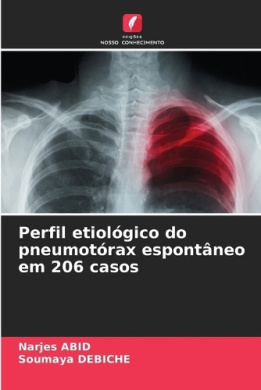 edições
NOSSO CONHECIMENTO
Perfil etiológico do
pneumotórax espontâneo
em 206 casos
Narjes ABID
Soumaya DEBICHE